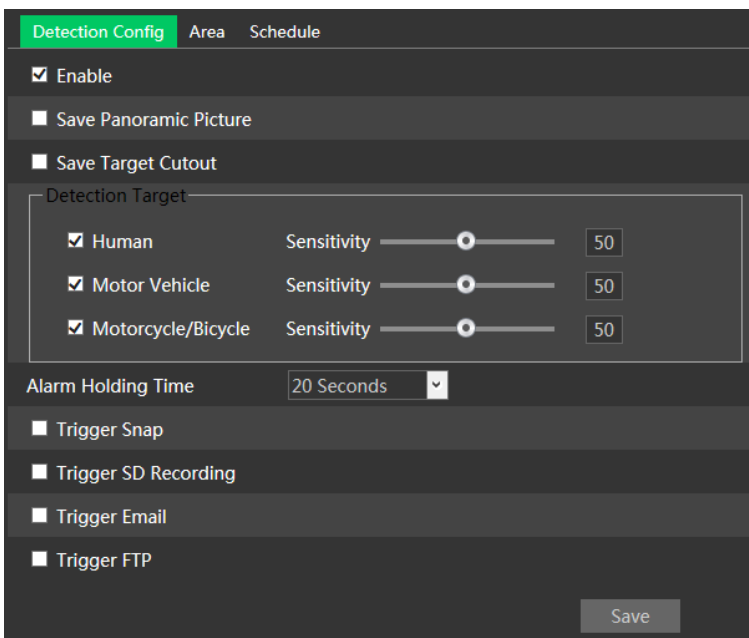 Detection Config Area Schedule
Enable
Save Panoramic Picture
Save Target Cutout
Detection Target
Human Sensitivity 50
Motor Vehicle Sensitivity 50
Motorcycle/Bicycle Sensitivity 50
Alarm Holding Time 20 Seconds
Trigger Snap
Trigger SD Recording
Trigger Email
Trigger FTP
Save